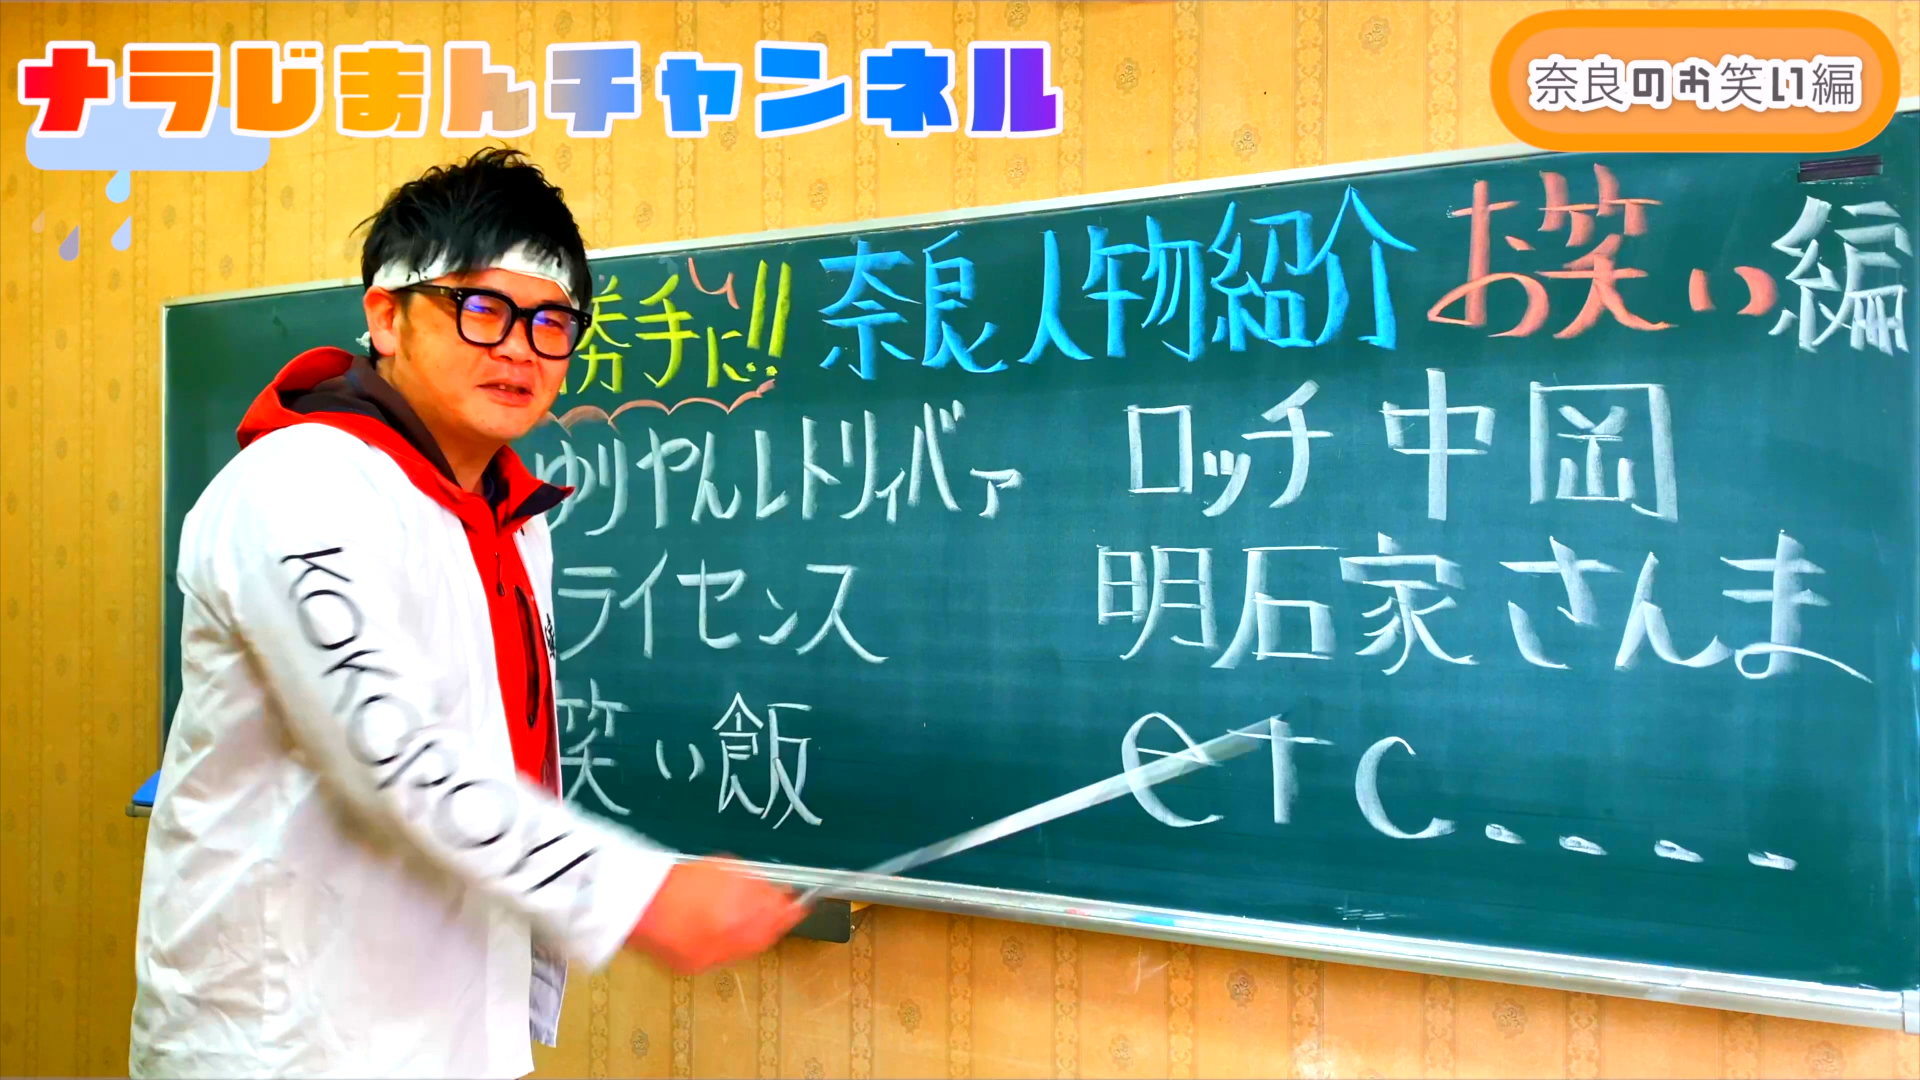 ナラじまんチャンネル
奈良のお笑い編
勝手に!! 奈良人物紹介 お笑い編
ゆりやんレトリィバァ ロッチ中岡
ライセンス 明石家さんま
笑い飯 etc....
KOKOROII